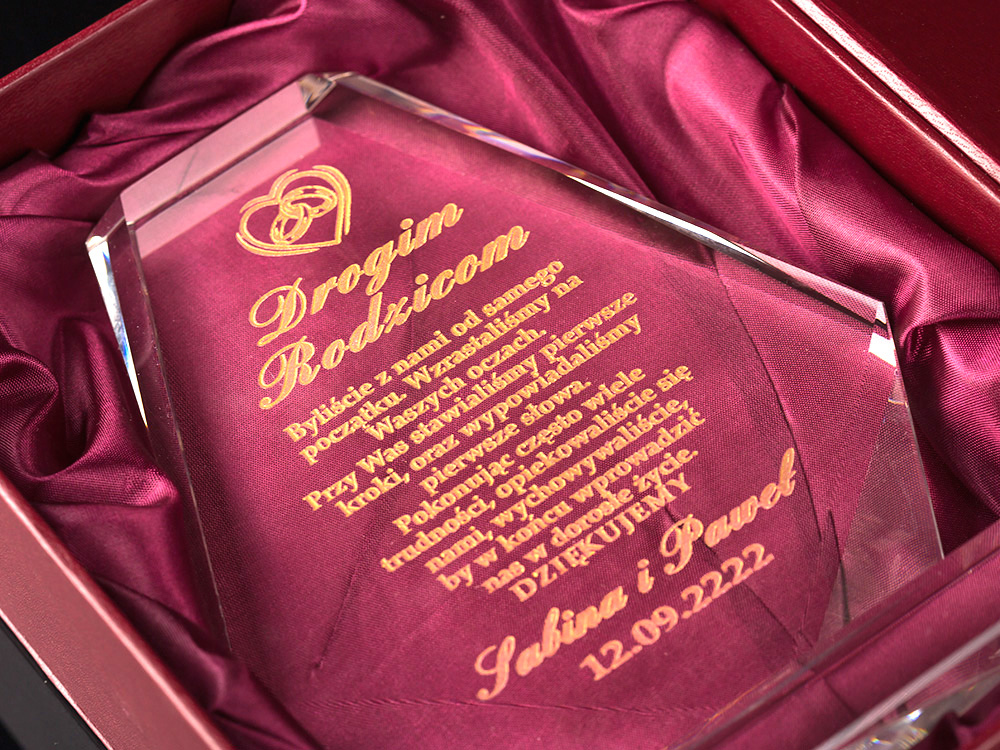 Drogim
Rodzicom
Byliście z nami od samego
początku. Wzrastaliśmy na
Waszych oczach.
Przy Was stawialiśmy pierwsze
kroki, oraz wypowiadaliśmy
pierwsze słowa.
Pokonując często wiele
trudności, opiekowaliście się
nami, wychowywaliście,
by w końcu wprowadzić
nas w dorosłe życie.
DZIĘKUJEMY
Sabina i Paweł
12.09.2222